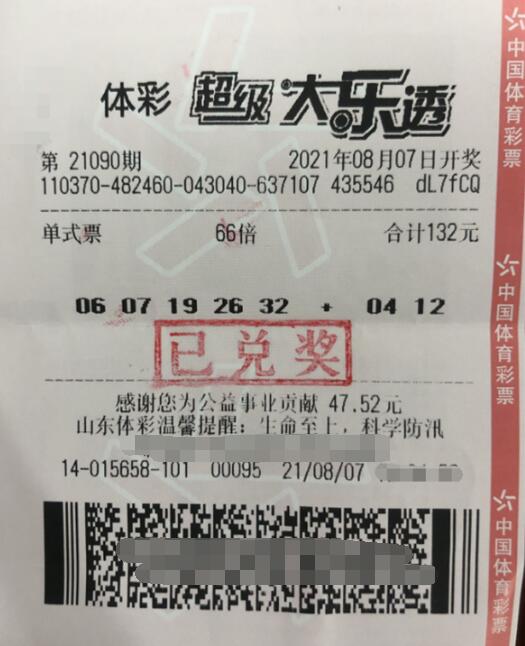 体彩 超级大乐透
第 21090期 2021年08月07日开奖
110370-482460-043040-637107 435546 dL7fCQ
单式票 66倍 合计132元
06 07 19 26 32 + 04 12
已兑奖
感谢您为公益事业贡献 47.52元
山东体彩温馨提醒：生命至上，科学防汛
14-015658-101 00095 21/08/07
中国体育彩票
中国体育彩票
中国体育彩票